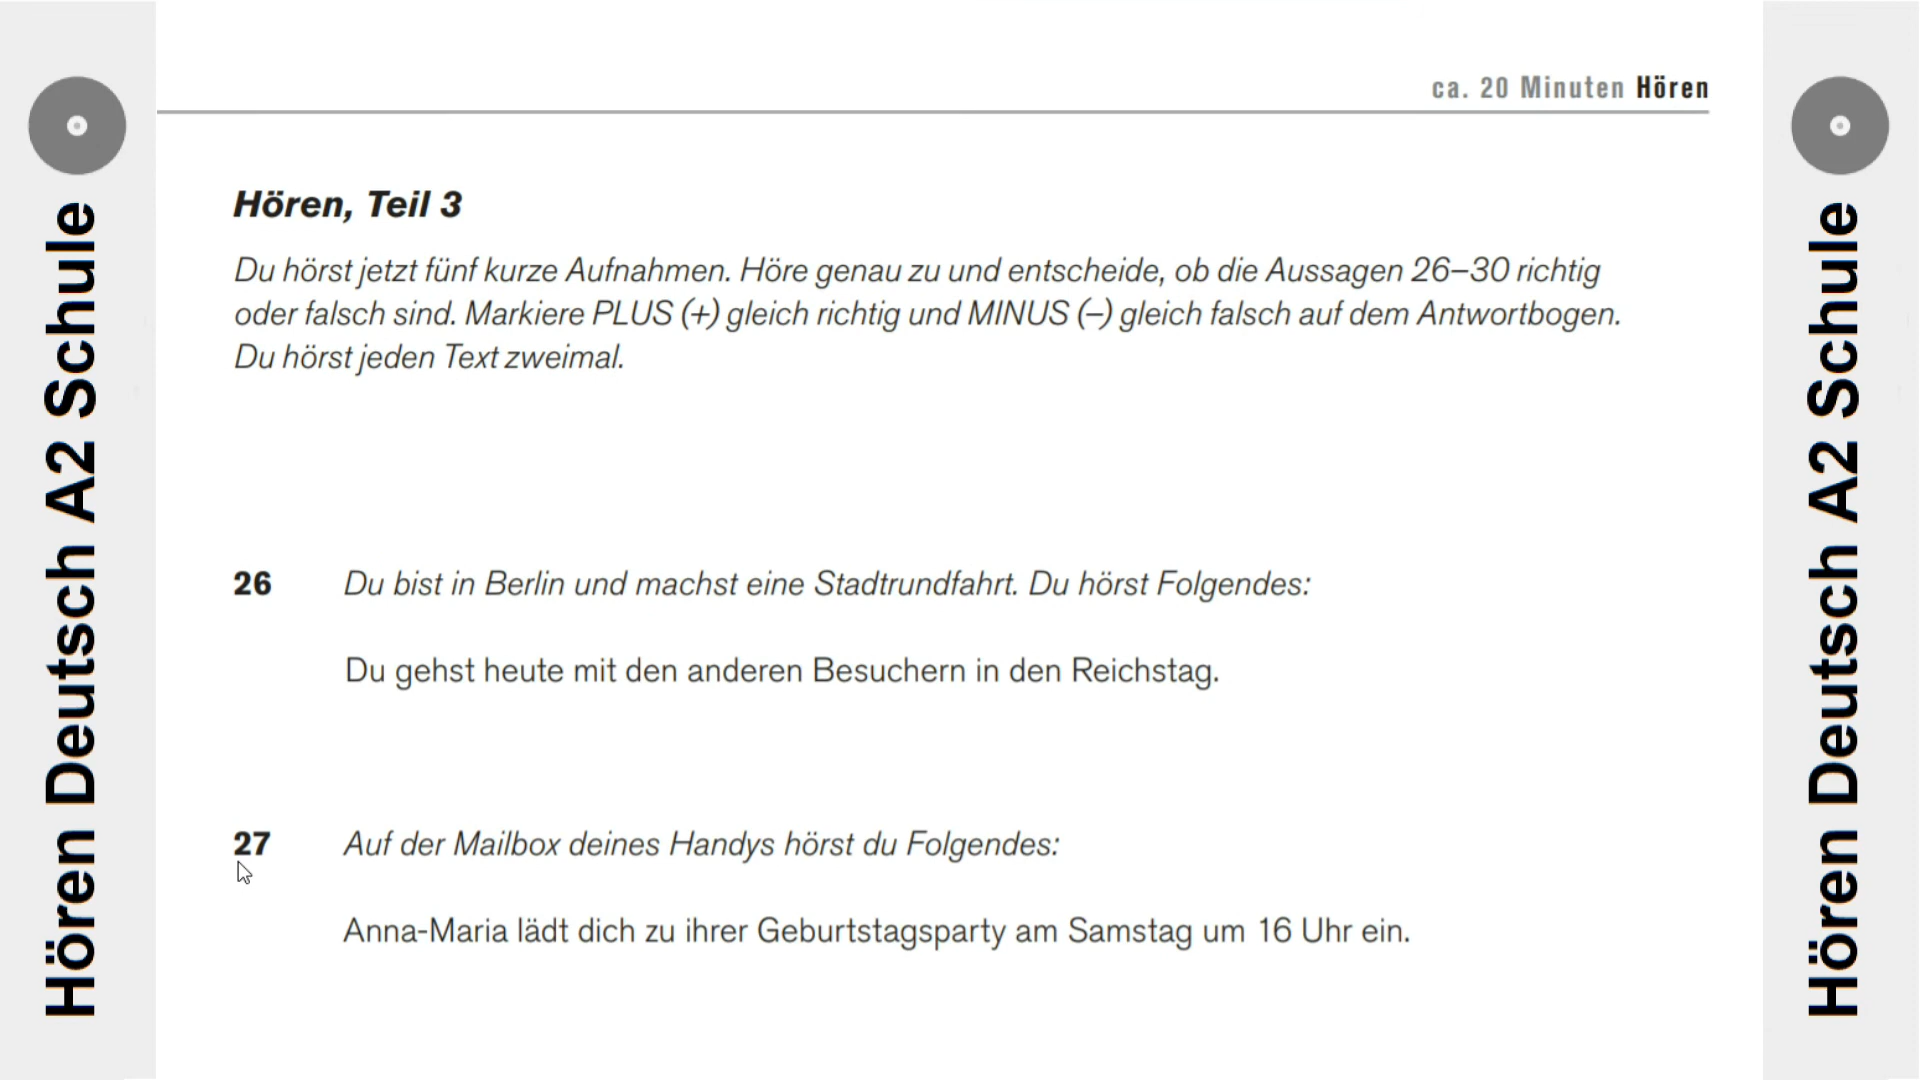 Hören Deutsch A2 Schule
ca. 20 Minuten Hören
Hören, Teil 3
Du hörst jetzt fünf kurze Aufnahmen. Höre genau zu und entscheide, ob die Aussagen 26–30 richtig
oder falsch sind. Markiere PLUS (+) gleich richtig und MINUS (–) gleich falsch auf dem Antwortbogen.
Du hörst jeden Text zweimal.
26 Du bist in Berlin und machst eine Stadtrundfahrt. Du hörst Folgendes:
Du gehst heute mit den anderen Besuchern in den Reichstag.
27 Auf der Mailbox deines Handys hörst du Folgendes:
Anna-Maria lädt dich zu ihrer Geburtstagsparty am Samstag um 16 Uhr ein.
Hören Deutsch A2 Schule